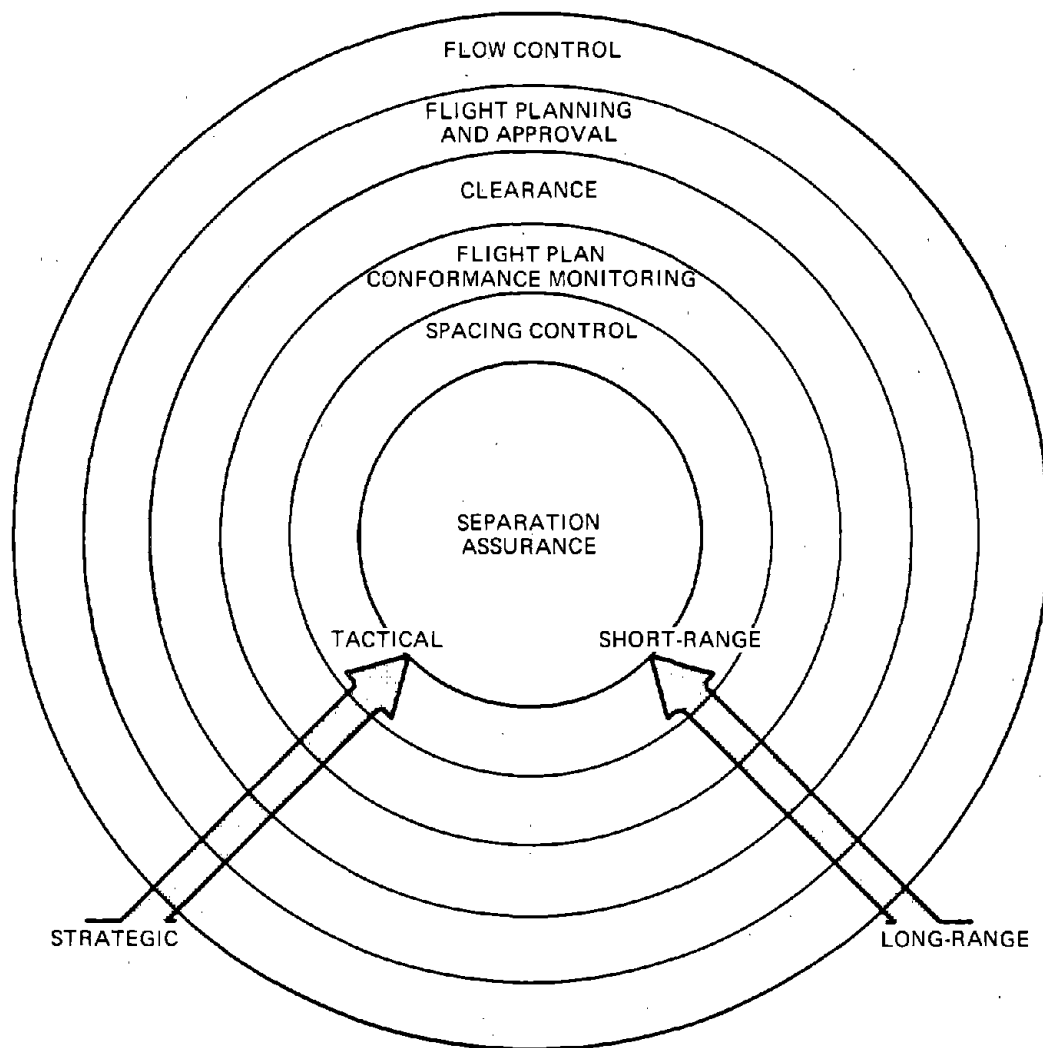 FLOW CONTROL
FLIGHT PLANNING
AND APPROVAL
CLEARANCE
FLIGHT PLAN
CONFORMANCE MONITORING
SPACING CONTROL
SEPARATION
ASSURANCE
TACTICAL
SHORT-RANGE
STRATEGIC
LONG-RANGE